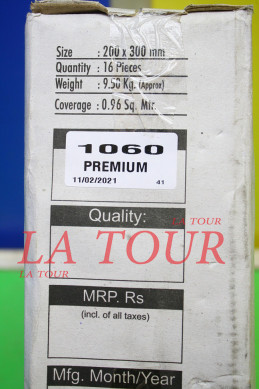 Size : 200 x 300 mm
Quantity : 16 Pieces
Weight : 9.50 Kg. (Approx)
Coverage : 0.96 Sq. Mtr.
1060
PREMIUM
11/02/2021 41
Quality:
LA TOUR
LA TOUR
LA TOUR
MRP. Rs
(incl. of all taxes)
Mfg. Month/Year